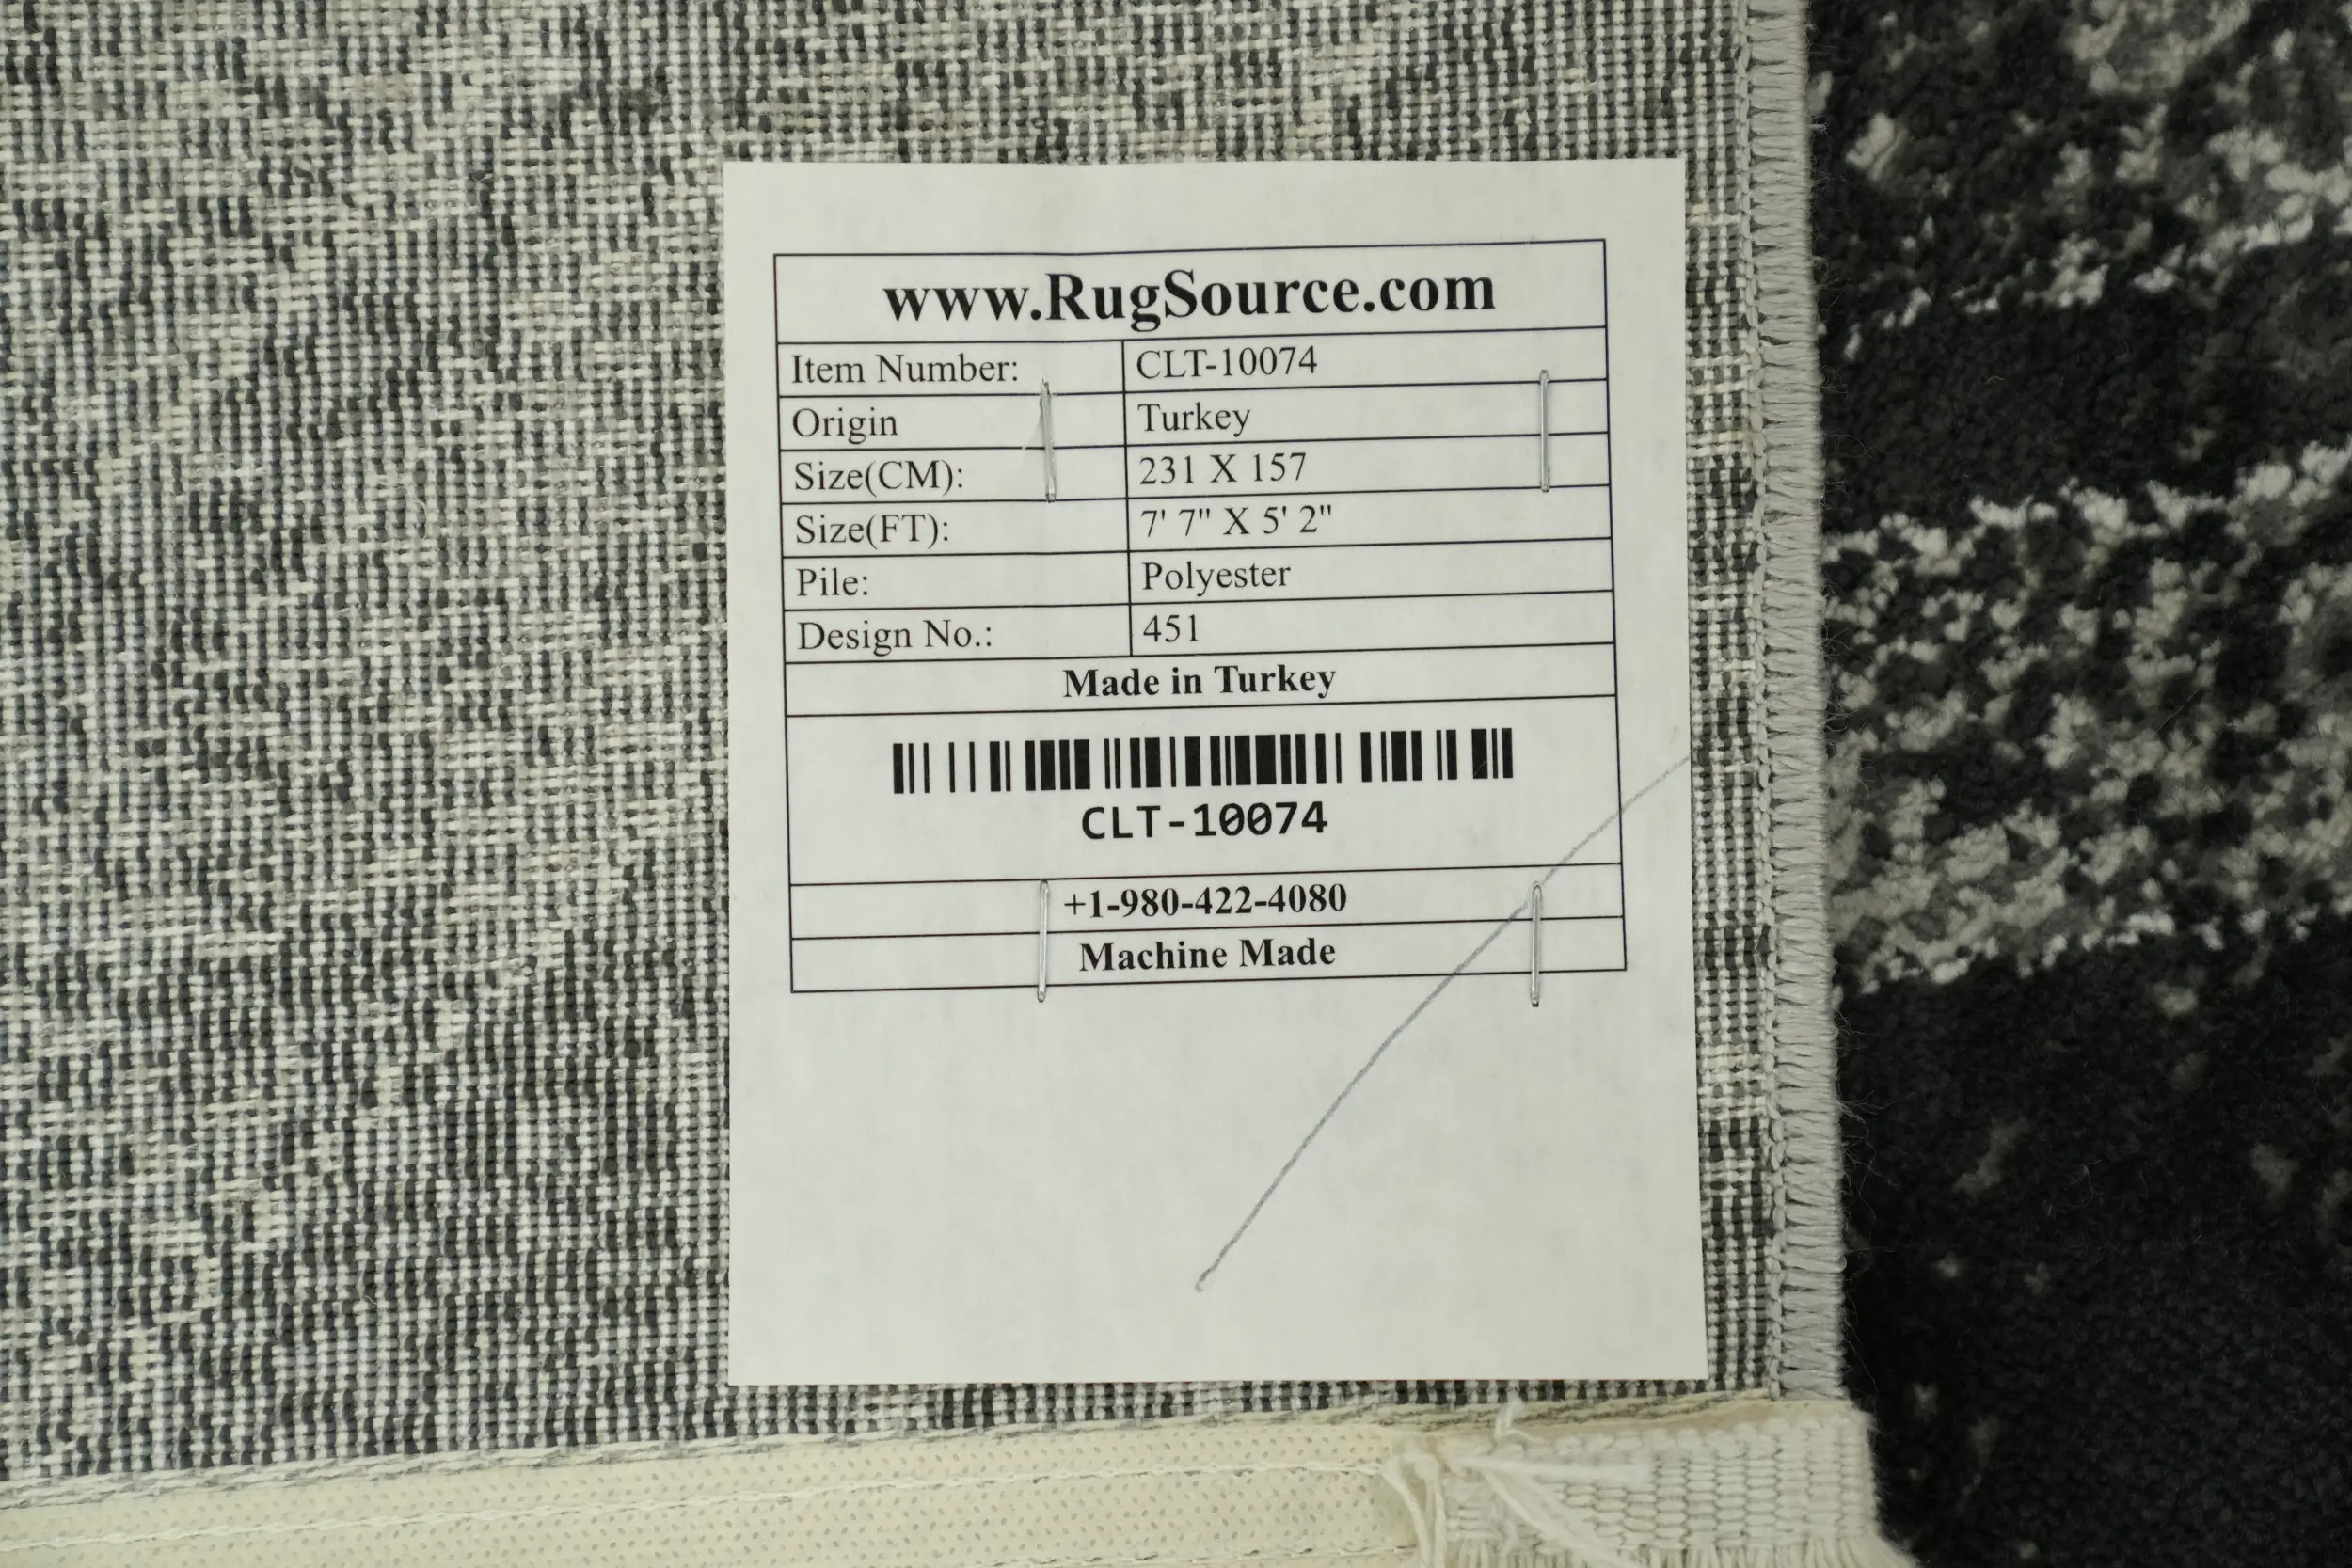 www.RugSource.com
Item Number: CLT-10074
Origin Turkey
Size(CM): 231 X 157
Size(FT): 7' 7" X 5' 2"
Pile: Polyester
Design No.: 451
Made in Turkey
CLT-10074
+1-980-422-4080
Machine Made